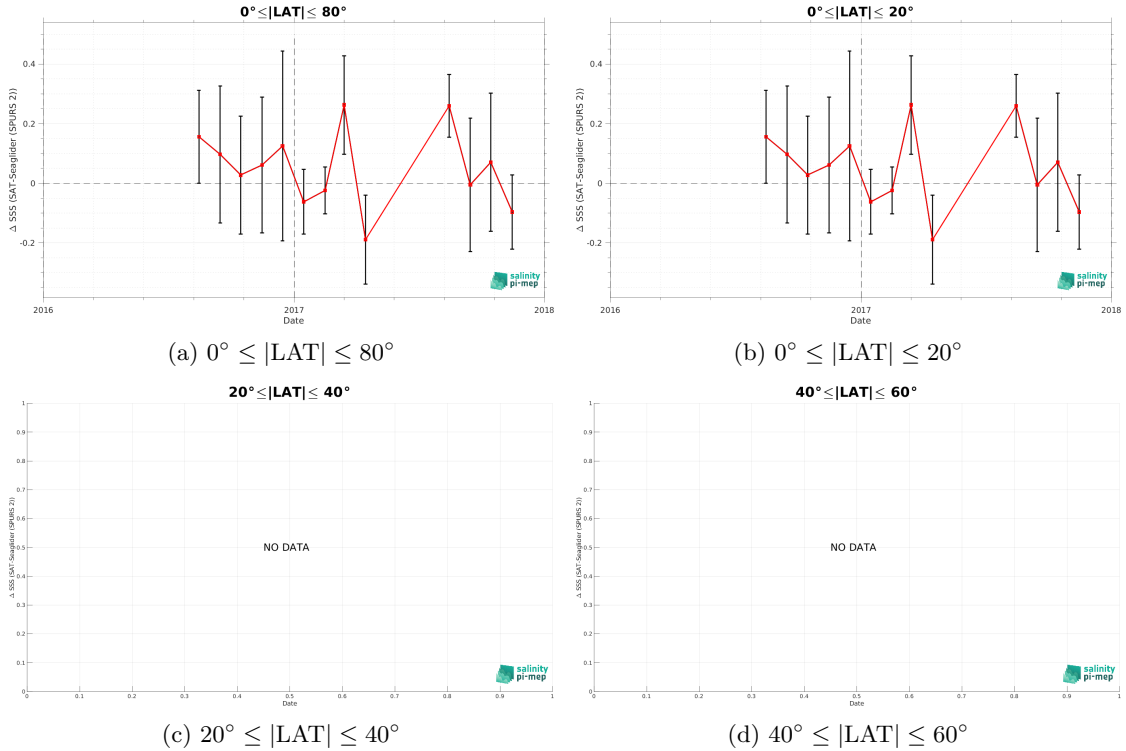 0°≤|LAT|≤ 80°
Δ SSS (SAT-Seaglider (SPURS 2))
0.4
0.2
0
-0.2
2016
2017
2018
Date
salinity
pi-mep
(a) 0° ≤ |LAT| ≤ 80°
0°≤|LAT|≤ 20°
Δ SSS (SAT-Seaglider (SPURS 2))
0.4
0.2
0
-0.2
2016
2017
2018
Date
salinity
pi-mep
(b) 0° ≤ |LAT| ≤ 20°
20°≤|LAT|≤ 40°
Δ SSS (SAT-Seaglider (SPURS 2))
1
0.9
0.8
0.7
0.6
0.5
0.4
0.3
0.2
0.1
0
NO DATA
0 0.1 0.2 0.3 0.4 0.5 0.6 0.7 0.8 0.9 1
Date
salinity
pi-mep
(c) 20° ≤ |LAT| ≤ 40°
40°≤|LAT|≤ 60°
Δ SSS (SAT-Seaglider (SPURS 2))
1
0.9
0.8
0.7
0.6
0.5
0.4
0.3
0.2
0.1
0
NO DATA
0 0.1 0.2 0.3 0.4 0.5 0.6 0.7 0.8 0.9 1
Date
salinity
pi-mep
(d) 40° ≤ |LAT| ≤ 60°